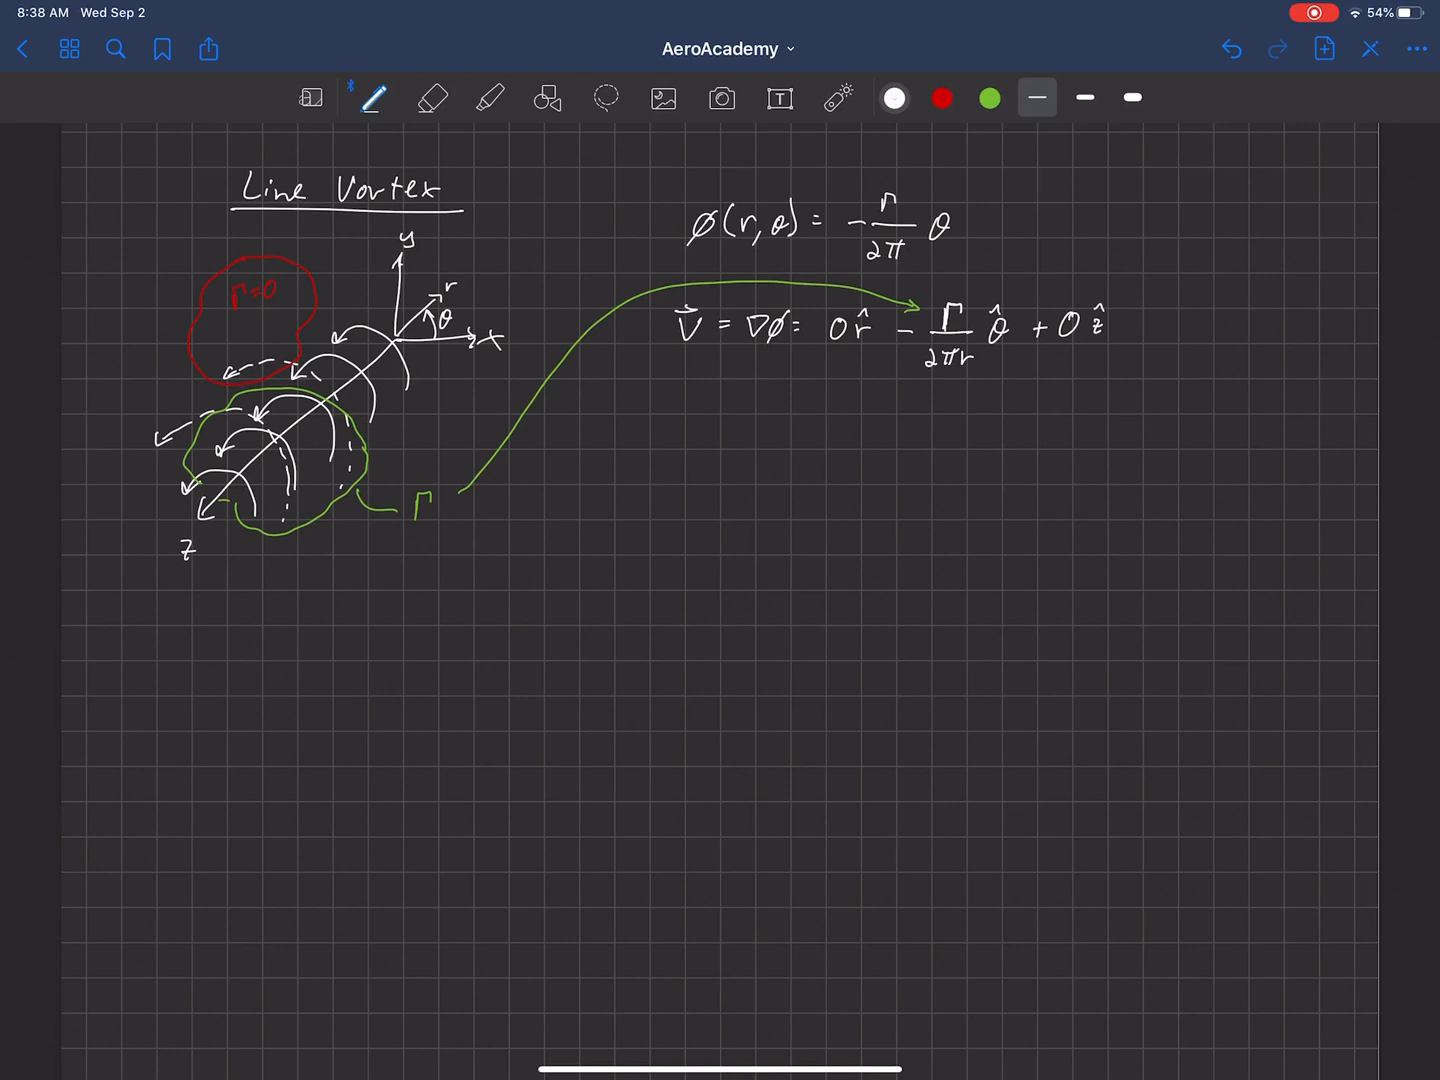 8:38 AM Wed Sep 2
54%
AeroAcademy
T
Line Vortex
y
r
θ
x
z
Γ=0
Γ
ϕ(r,θ) = -Γ/2π θ
V⃗ = ∇ϕ = 0r̂ - Γ/2πr θ̂ + 0ẑ